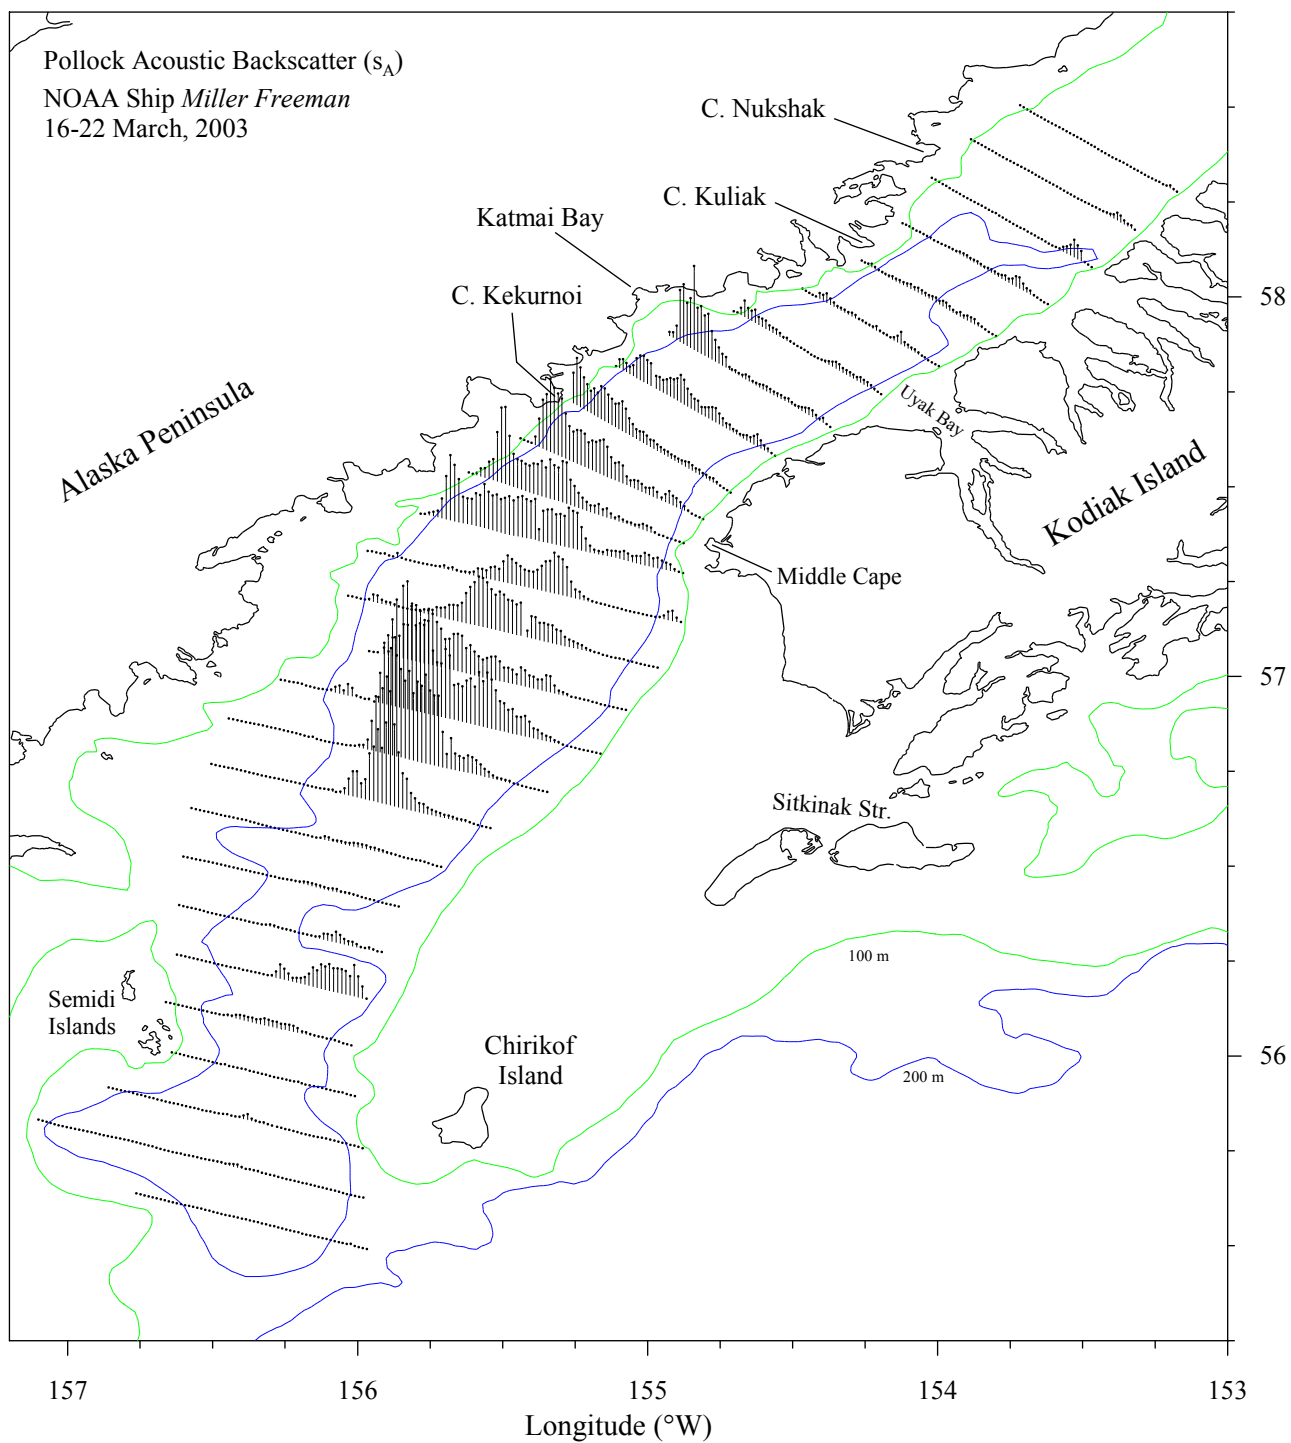 Pollock Acoustic Backscatter (sA)
NOAA Ship Miller Freeman
16-22 March, 2003
C. Nukshak
C. Kuliak
Katmai Bay
C. Kekurnoi
58
Alaska Peninsula
Uyak Bay
Kodiak Island
Middle Cape
57
Sitkinak Str.
100 m
Semidi
Islands
Chirikof
Island
200 m
56
157
156
155
154
153
Longitude (°W)